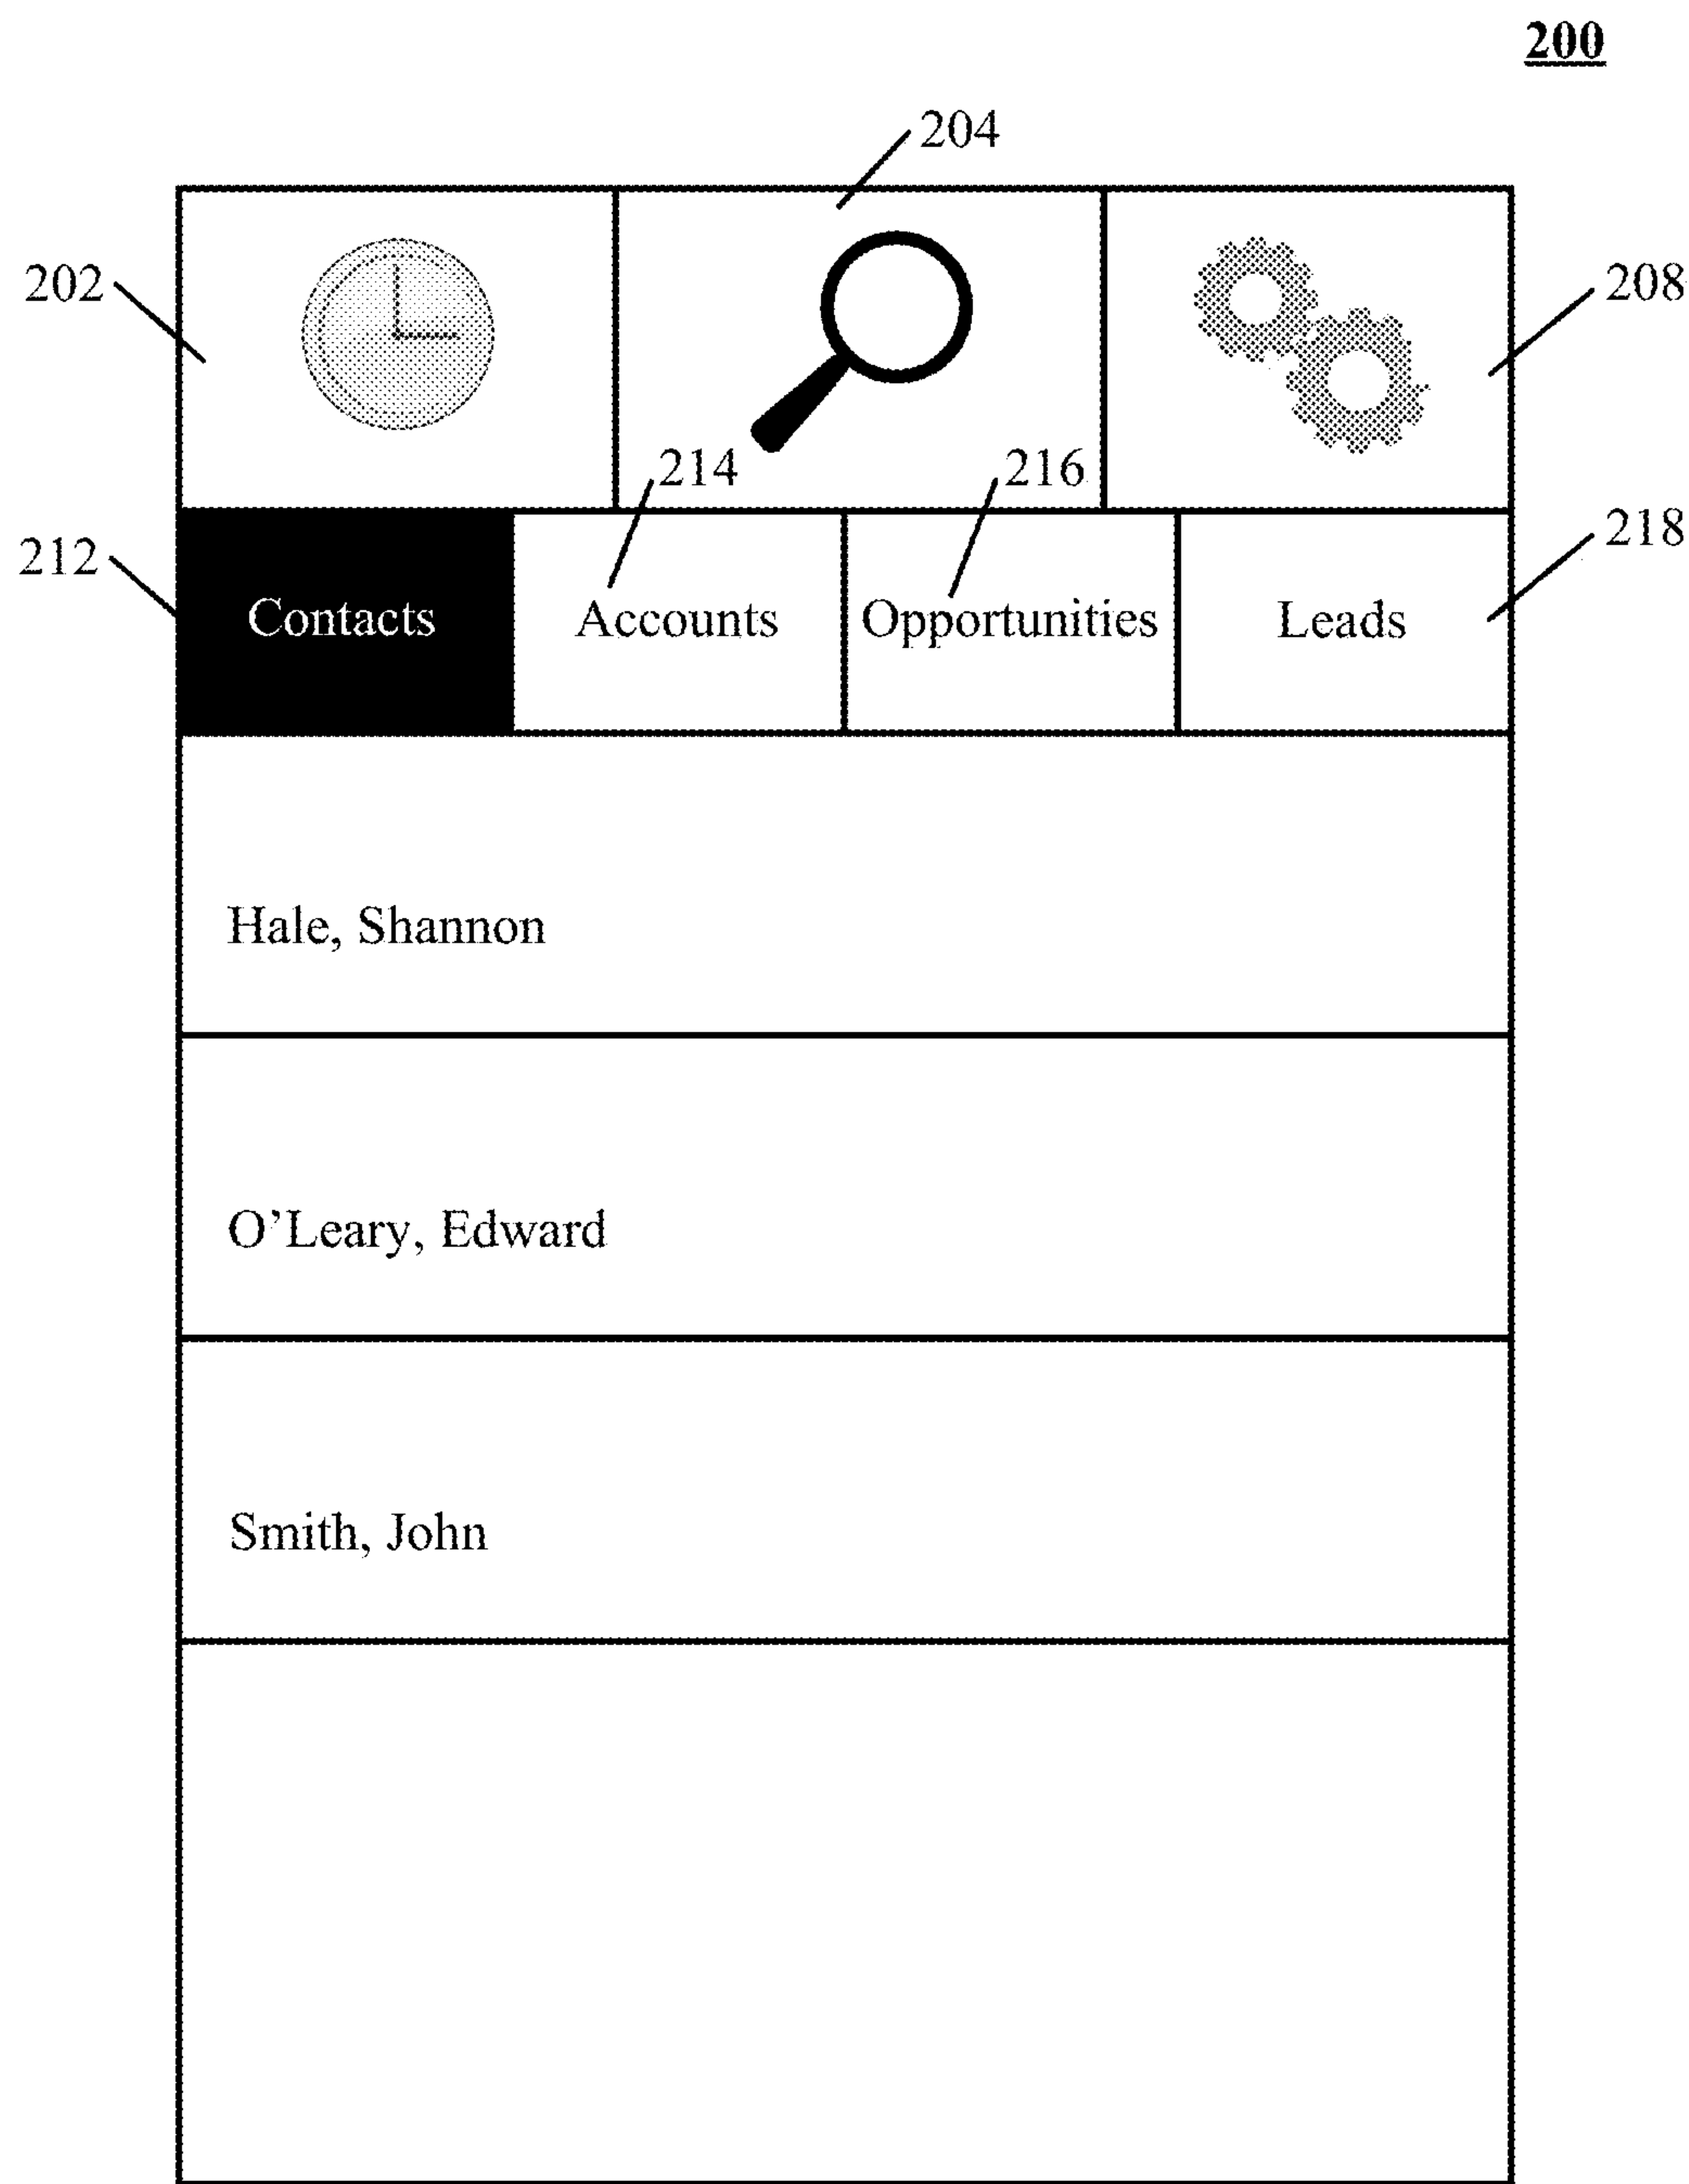 200
204
202
208
214
216
212
218
Contacts
Accounts
Opportunities
Leads
Hale, Shannon
O’Leary, Edward
Smith, John